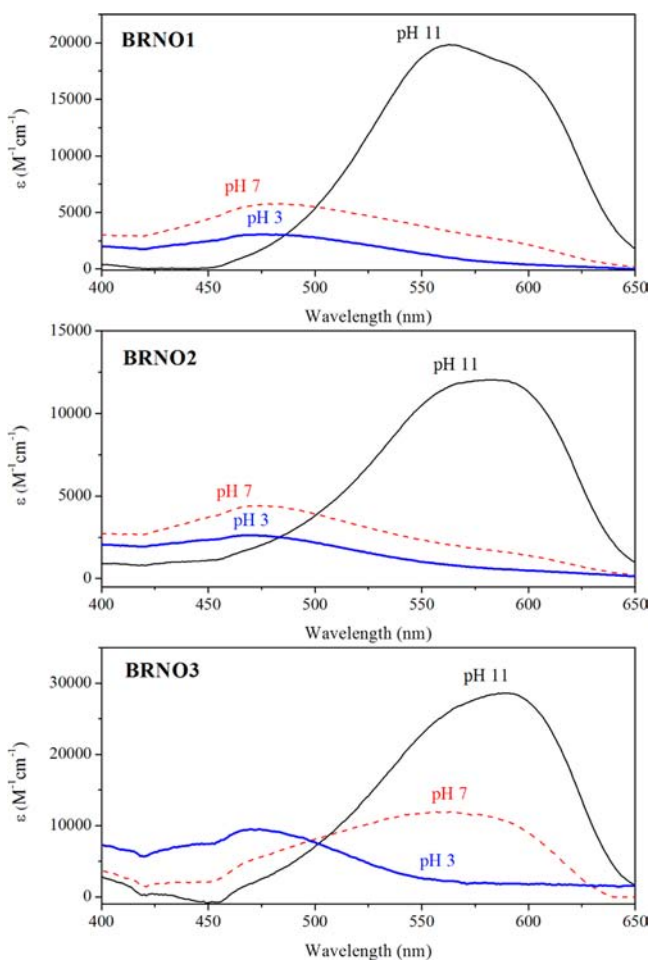 BRNO1
pH 11
pH 7
pH 3
ε (M⁻¹cm⁻¹)
20000
15000
10000
5000
0
400 450 500 550 600 650
Wavelength (nm)
BRNO2
pH 11
pH 7
pH 3
ε (M⁻¹cm⁻¹)
15000
10000
5000
0
400 450 500 550 600 650
Wavelength (nm)
BRNO3
pH 11
pH 7
pH 3
ε (M⁻¹cm⁻¹)
30000
20000
10000
0
400 450 500 550 600 650
Wavelength (nm)